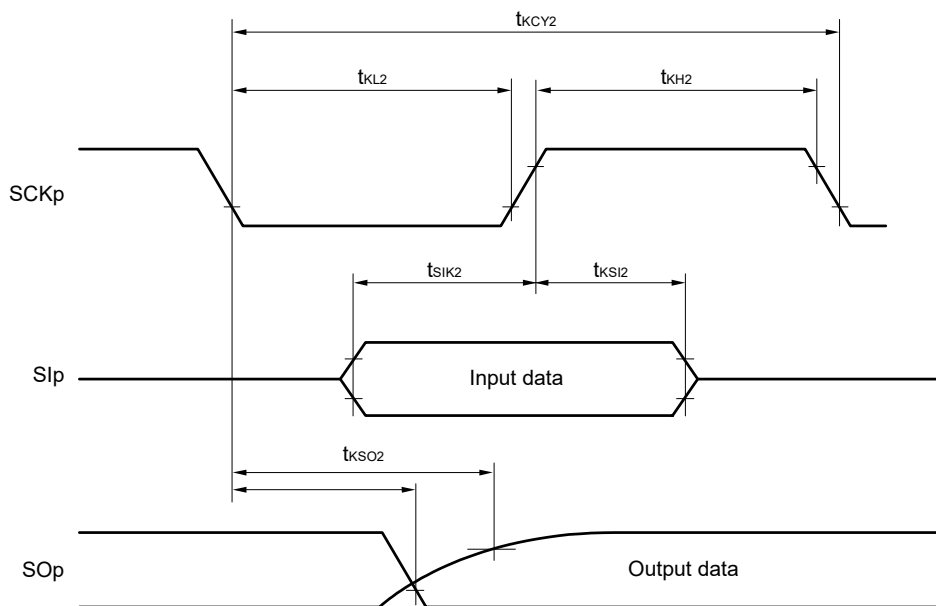 tKCY2
tKL2
tKH2
SCKp
tSIK2
tKSI2
SIp
Input data
tKSO2
SOp
Output data